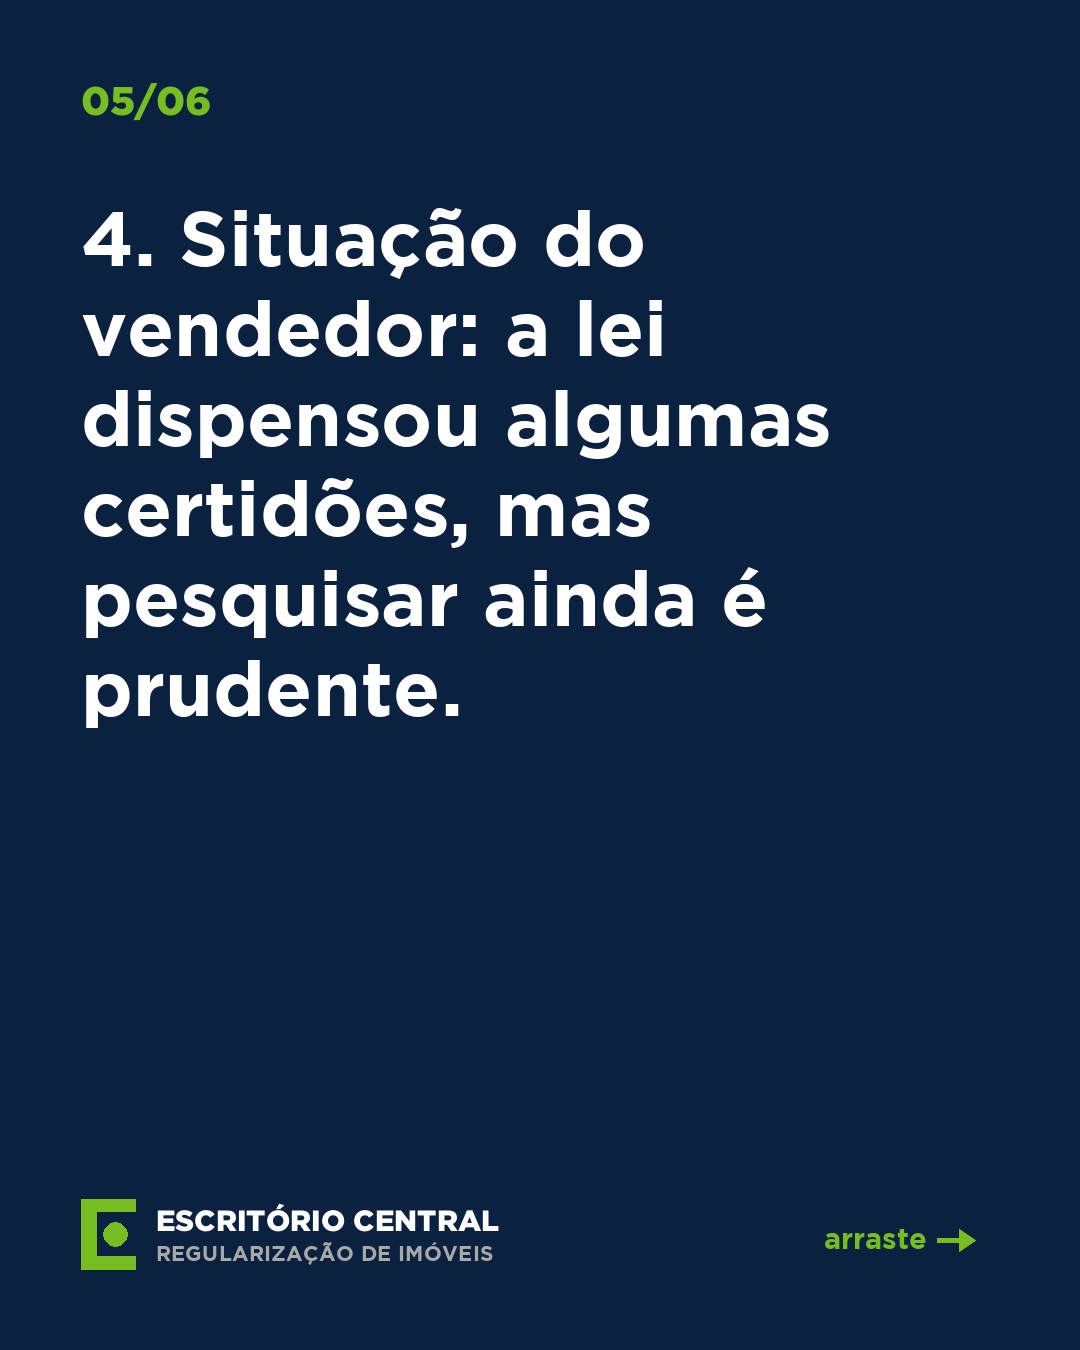 05/06
4. Situação do
vendedor: a lei
dispensou algumas
certidões, mas
pesquisar ainda é
prudente.
ESCRITÓRIO CENTRAL
REGULARIZAÇÃO DE IMÓVEIS
arraste